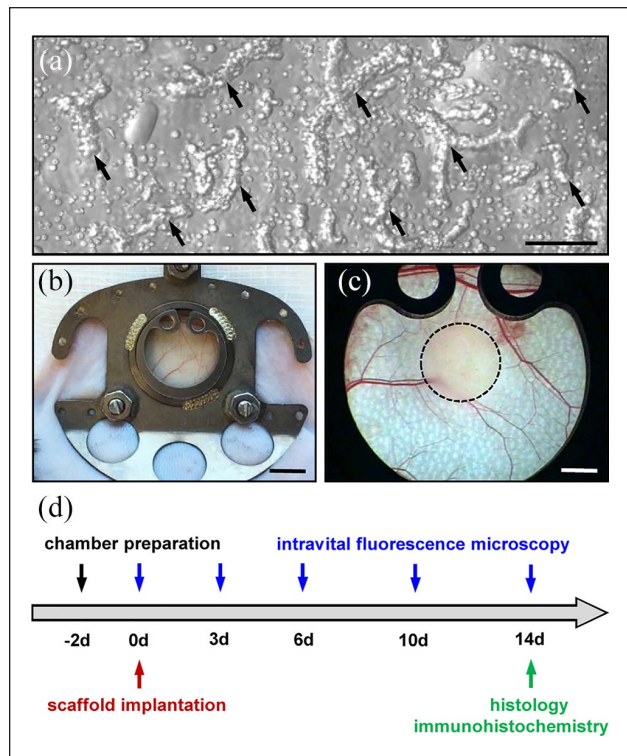 (a)
(b)
(c)
(d)
chamber preparation
intravital fluorescence microscopy
-2d 0d 3d 6d 10d 14d
scaffold implantation
histology
immunohistochemistry